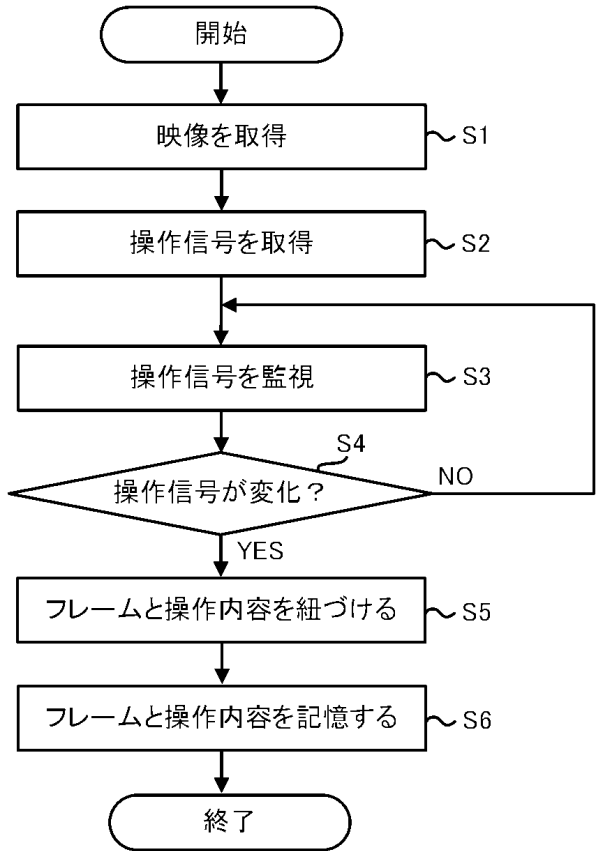 開始
映像を取得
S1
操作信号を取得
S2
操作信号を監視
S3
S4
操作信号が変化？
NO
YES
フレームと操作内容を紐づける
S5
フレームと操作内容を記憶する
S6
終了